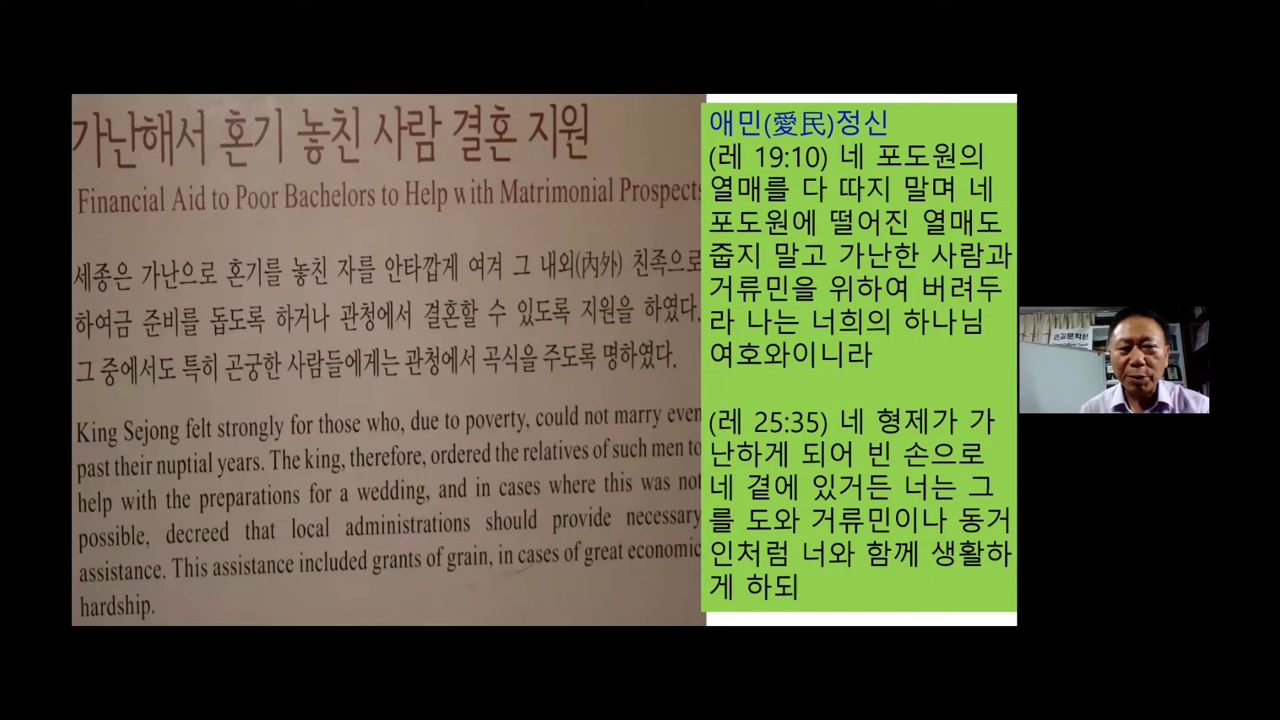 가난해서 혼기 놓친 사람 결혼 지원
Financial Aid to Poor Bachelors to Help with Matrimonial Prospects
세종은 가난으로 혼기를 놓친 자를 안타깝게 여겨 그 내외(內外) 친족으로
하여금 준비를 돕도록 하거나 관청에서 결혼할 수 있도록 지원을 하였다.
그 중에서도 특히 곤궁한 사람들에게는 관청에서 곡식을 주도록 명하였다.
King Sejong felt strongly for those who, due to poverty, could not marry even
past their nuptial years. The king, therefore, ordered the relatives of such men to
help with the preparations for a wedding, and in cases where this was not
possible, decreed that local administrations should provide necessary
assistance. This assistance included grants of grain, in cases of great economic
hardship.
애민(愛民)정신
(레 19:10) 네 포도원의
열매를 다 따지 말며 네
포도원에 떨어진 열매도
줍지 말고 가난한 사람과
거류민을 위하여 버려두
라 나는 너희의 하나님
여호와이니라
(레 25:35) 네 형제가 가
난하게 되어 빈 손으로
네 곁에 있거든 너는 그
를 도와 거류민이나 동거
인처럼 너와 함께 생활하
게 하되